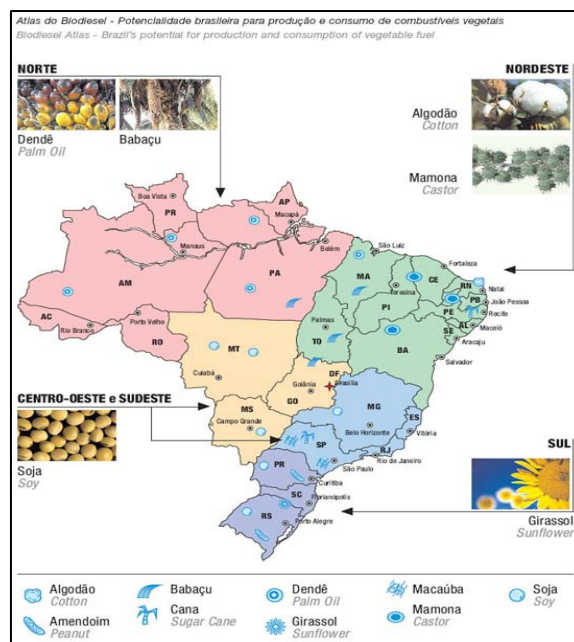 Atlas do Biodiesel - Potencialidade brasileira para produção e consumo de combustíveis vegetais
Biodiesel Atlas - Brazil's potential for production and consumption of vegetable fuel
NORTE
NORDESTE
Dendê
Palm Oil
Babaçu
Algodão
Cotton
Mamona
Castor
Boa Vista
PR
AP
Macapá
Manaus
Belém
São Luiz
Fortaleza
AM
PA
MA
Teresina
CE
RN
Natal
PB
João Pessoa
PI
PE
Recife
AC
Rio Branco
Porto Velho
RO
Palmas
TO
AL
Maceió
SE
Aracaju
BA
Salvador
MT
Cuiabá
DF
Brasília
Goiânia
GO
CENTRO-OESTE e SUDESTE
MG
MS
Campo Grande
Belo Horizonte
ES
Vitória
SP
RJ
Rio de Janeiro
São Paulo
Soja
Soy
SUL
PR
Curitiba
SC
Florianópolis
RS
Porto Alegre
Girassol
Sunflower
Algodão
Cotton
Babaçu
Dendê
Palm Oil
Macaúba
Soja
Soy
Amendoim
Peanut
Cana
Sugar Cane
Girassol
Sunflower
Mamona
Castor